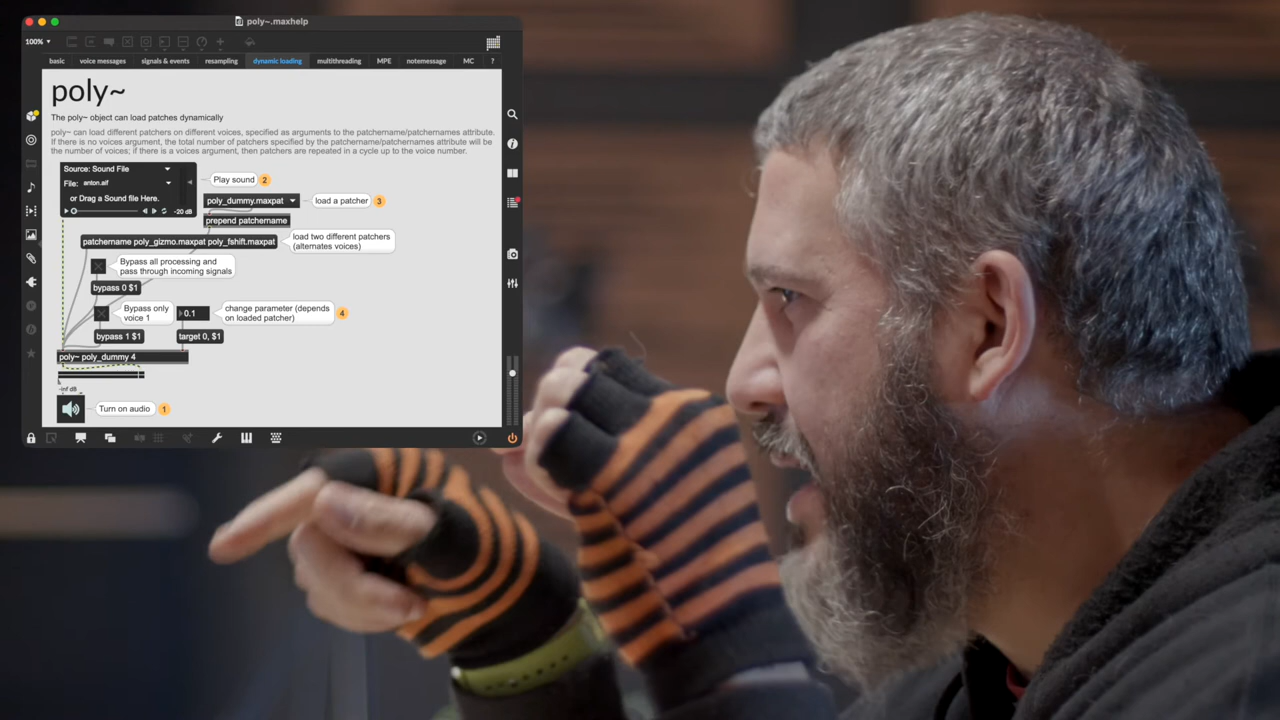 poly~.maxhelp
100%
basic voice messages signals & events resampling dynamic loading multithreading MPE notemessage MC ?
poly~
The poly~ object can load patches dynamically
poly~ can load different patchers on different voices, specified as arguments to the patchername/patchernames attribute.
If there is no voices argument, the total number of patchers specified by the patchername/patchernames attribute will be
the number of voices; if there is a voices argument, then patchers are repeated in a cycle up to the voice number.
Source: Sound File
File: anton.aif
or Drag a Sound file Here.
-20 dB
Play sound 2
poly_dummy.maxpat
load a patcher 3
prepend patchername
patchername poly_gizmo.maxpat poly_fshift.maxpat
load two different patchers
(alternates voices)
Bypass all processing and
pass through incoming signals
bypass 0 $1
Bypass only
voice 1
0.1
change parameter (depends
on loaded patcher)
4
bypass 1 $1
target 0, $1
poly~ poly_dummy 4
-inf dB
Turn on audio 1